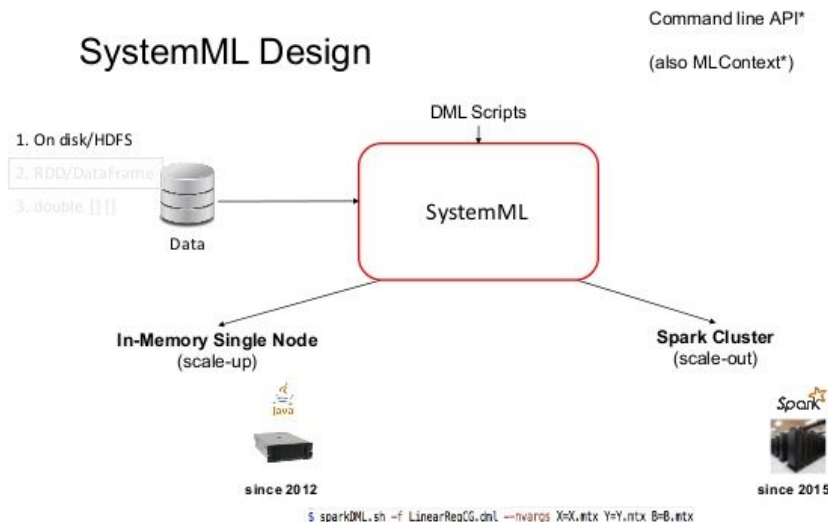 SystemML Design
Command line API*
(also MLContext*)
DML Scripts
1. On disk/HDFS
2. RDD/DataFrame
3. double [][]
Data
SystemML
In-Memory Single Node
(scale-up)
Spark Cluster
(scale-out)
Java
Spark
since 2012
since 2015
$ sparkDML.sh -f LinearRegCG.dml --nvargs X=X.mtx Y=Y.mtx B=B.mtx